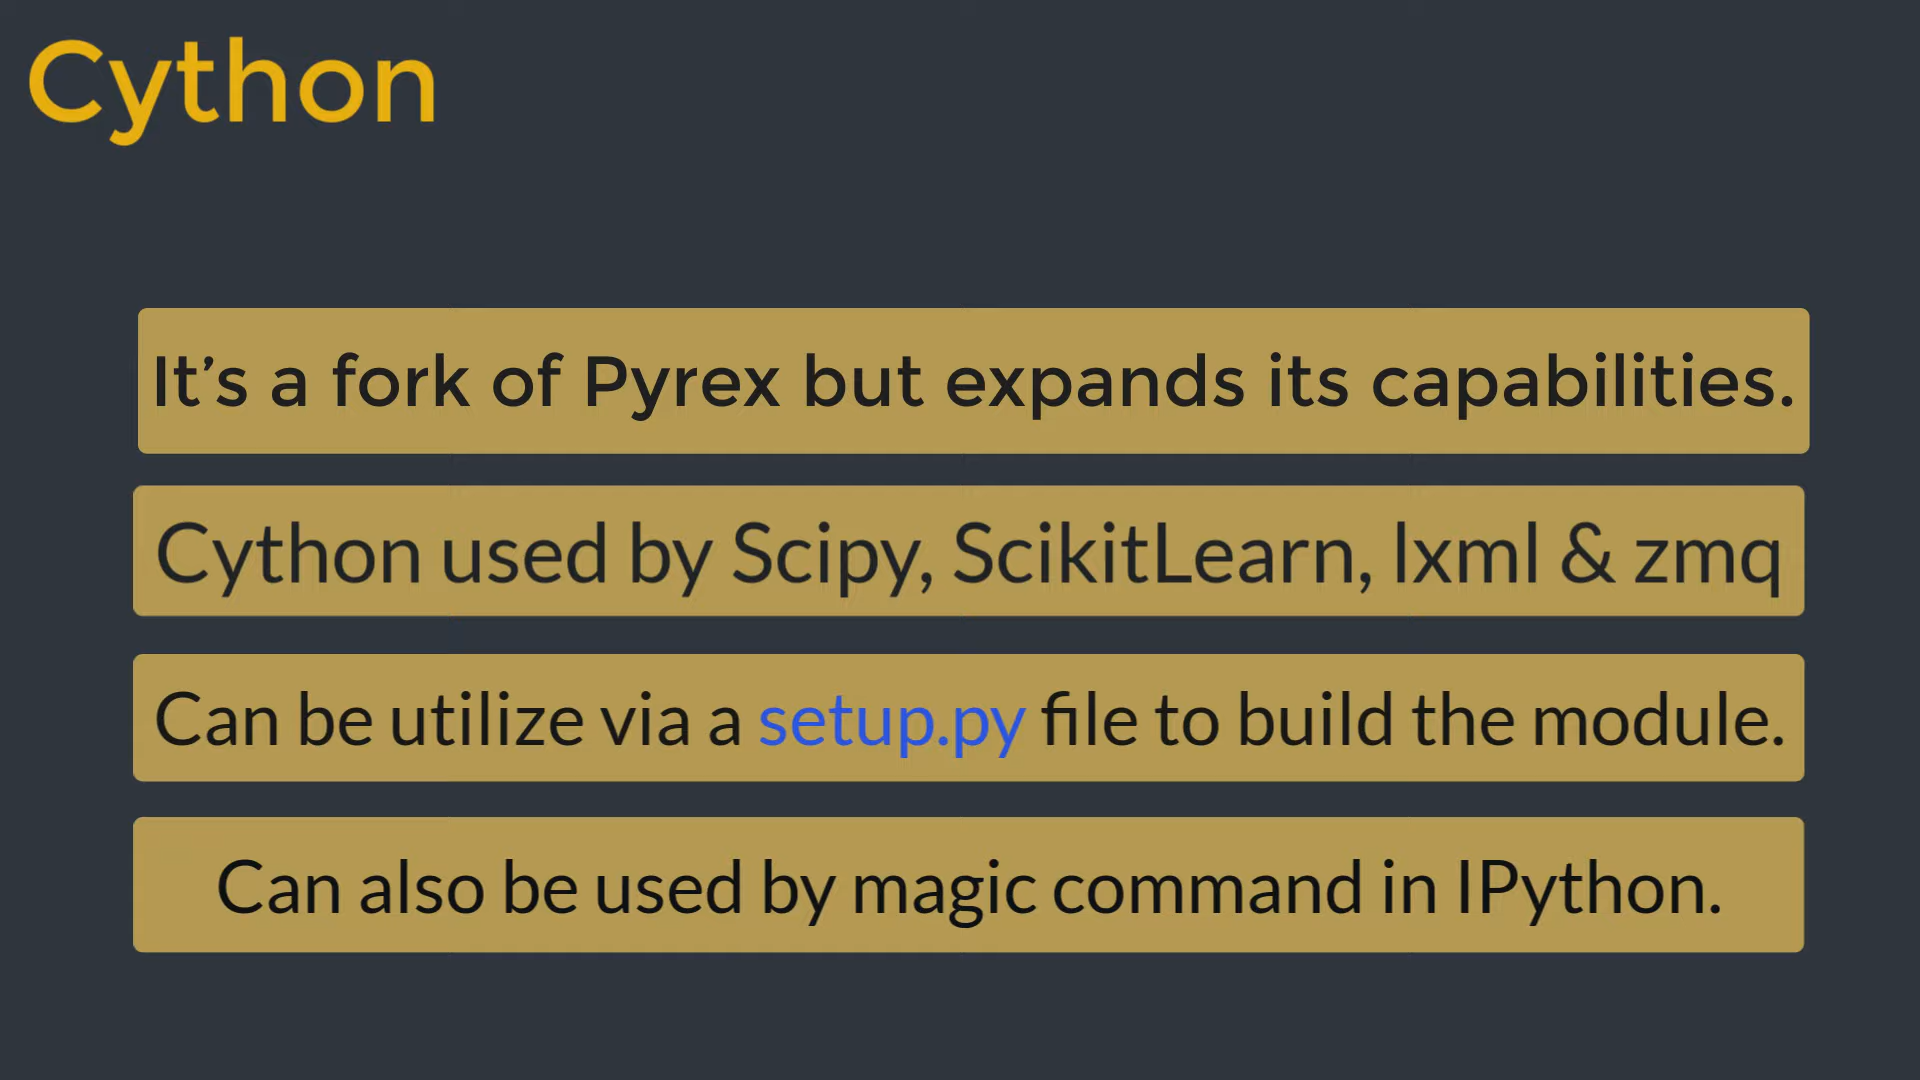 Cython
It’s a fork of Pyrex but expands its capabilities.
Cython used by Scipy, ScikitLearn, lxml & zmq
Can be utilize via a setup.py file to build the module.
Can also be used by magic command in IPython.